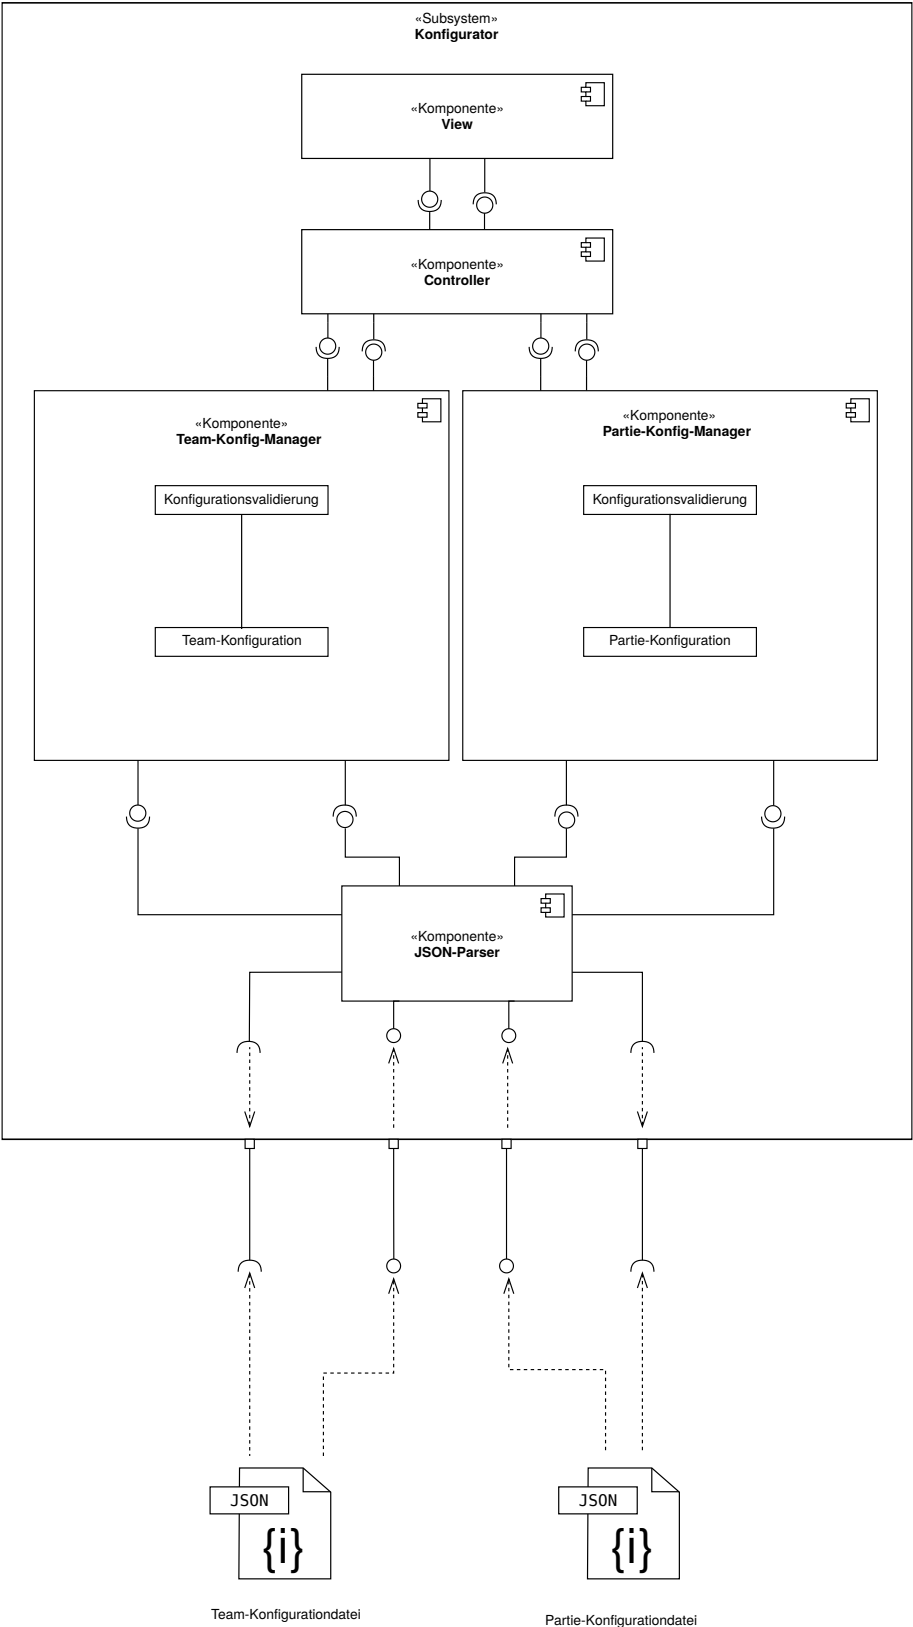 «Subsystem»
Konfigurator
«Komponente»
View
«Komponente»
Controller
«Komponente»
Team-Konfig-Manager
Konfigurationsvalidierung
Team-Konfiguration
«Komponente»
Partie-Konfig-Manager
Konfigurationsvalidierung
Partie-Konfiguration
«Komponente»
JSON-Parser
JSON
{i}
Team-Konfigurationdatei
JSON
{i}
Partie-Konfigurationdatei